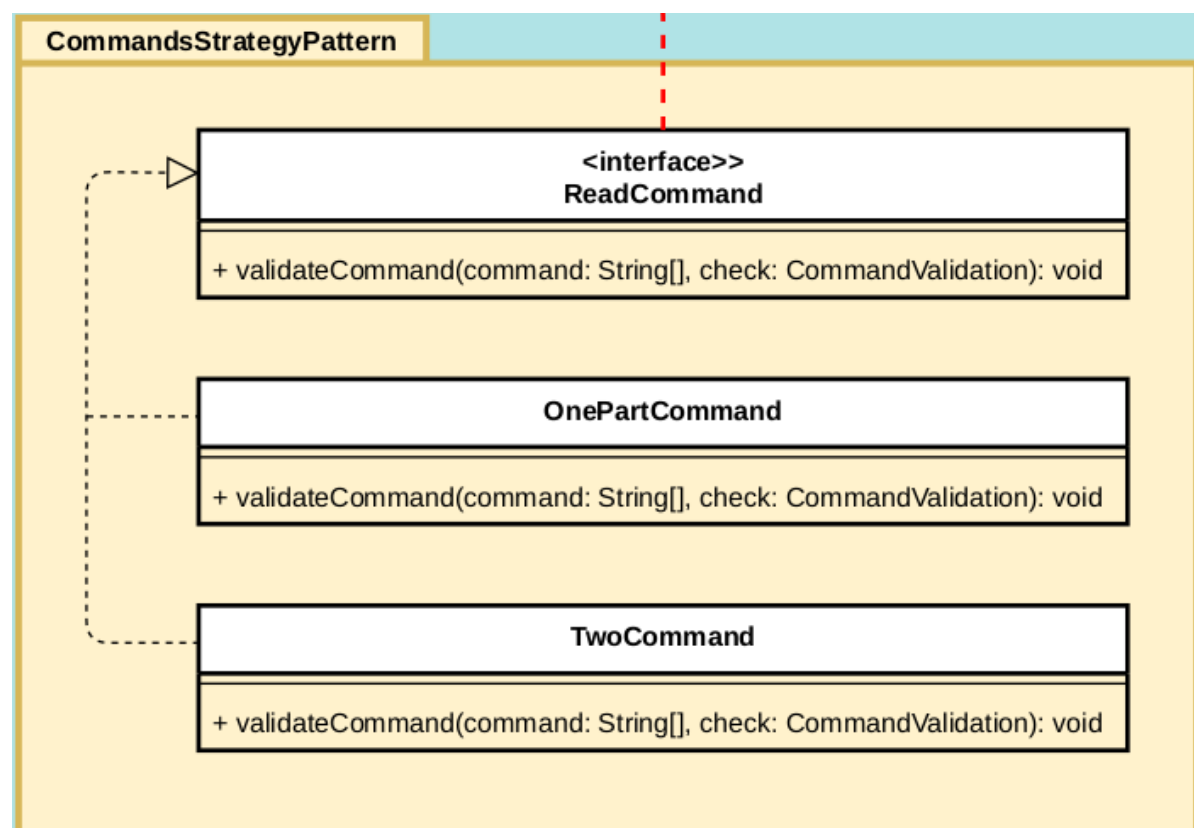 CommandsStrategyPattern
<interface>>
ReadCommand
+ validateCommand(command: String[], check: CommandValidation): void
OnePartCommand
+ validateCommand(command: String[], check: CommandValidation): void
TwoCommand
+ validateCommand(command: String[], check: CommandValidation): void